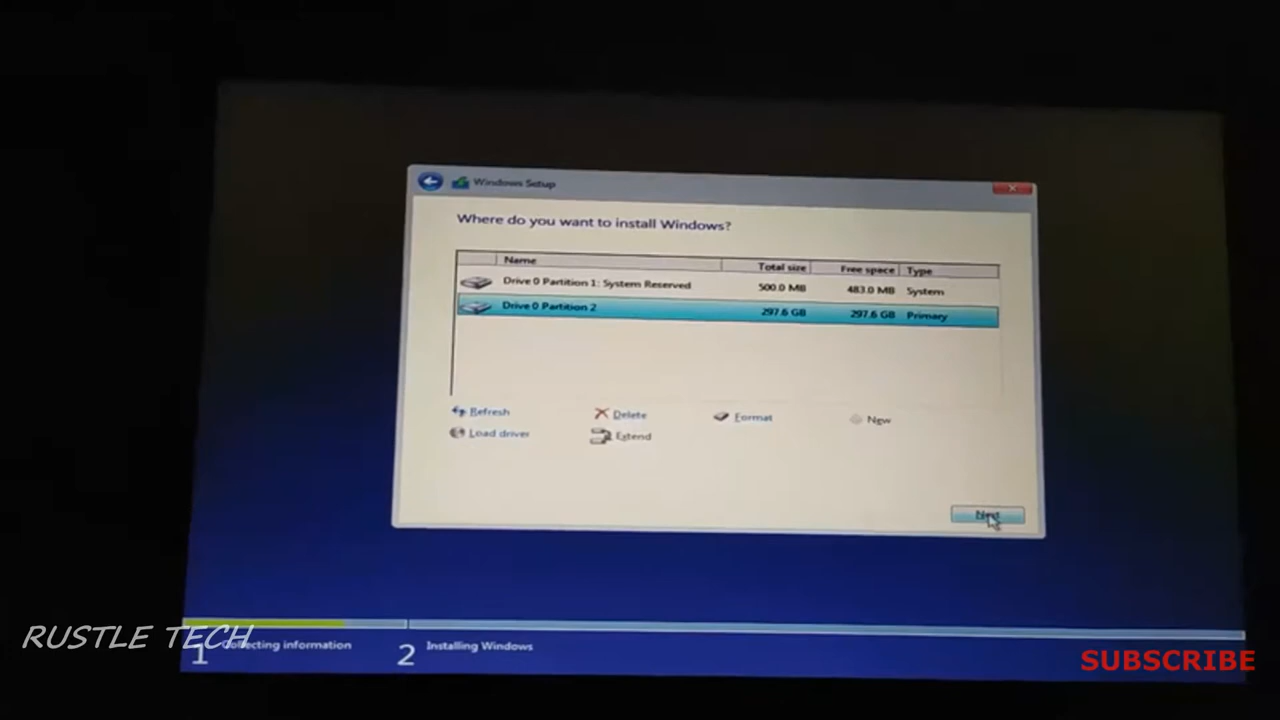 Windows Setup
Where do you want to install Windows?
Name Total size Free space Type
Drive 0 Partition 1: System Reserved 500.0 MB 483.0 MB System
Drive 0 Partition 2 297.6 GB 297.6 GB Primary
Refresh Delete Format New
Load driver Extend
Next
RUSTLE TECH
1 Collecting information 2 Installing Windows
SUBSCRIBE